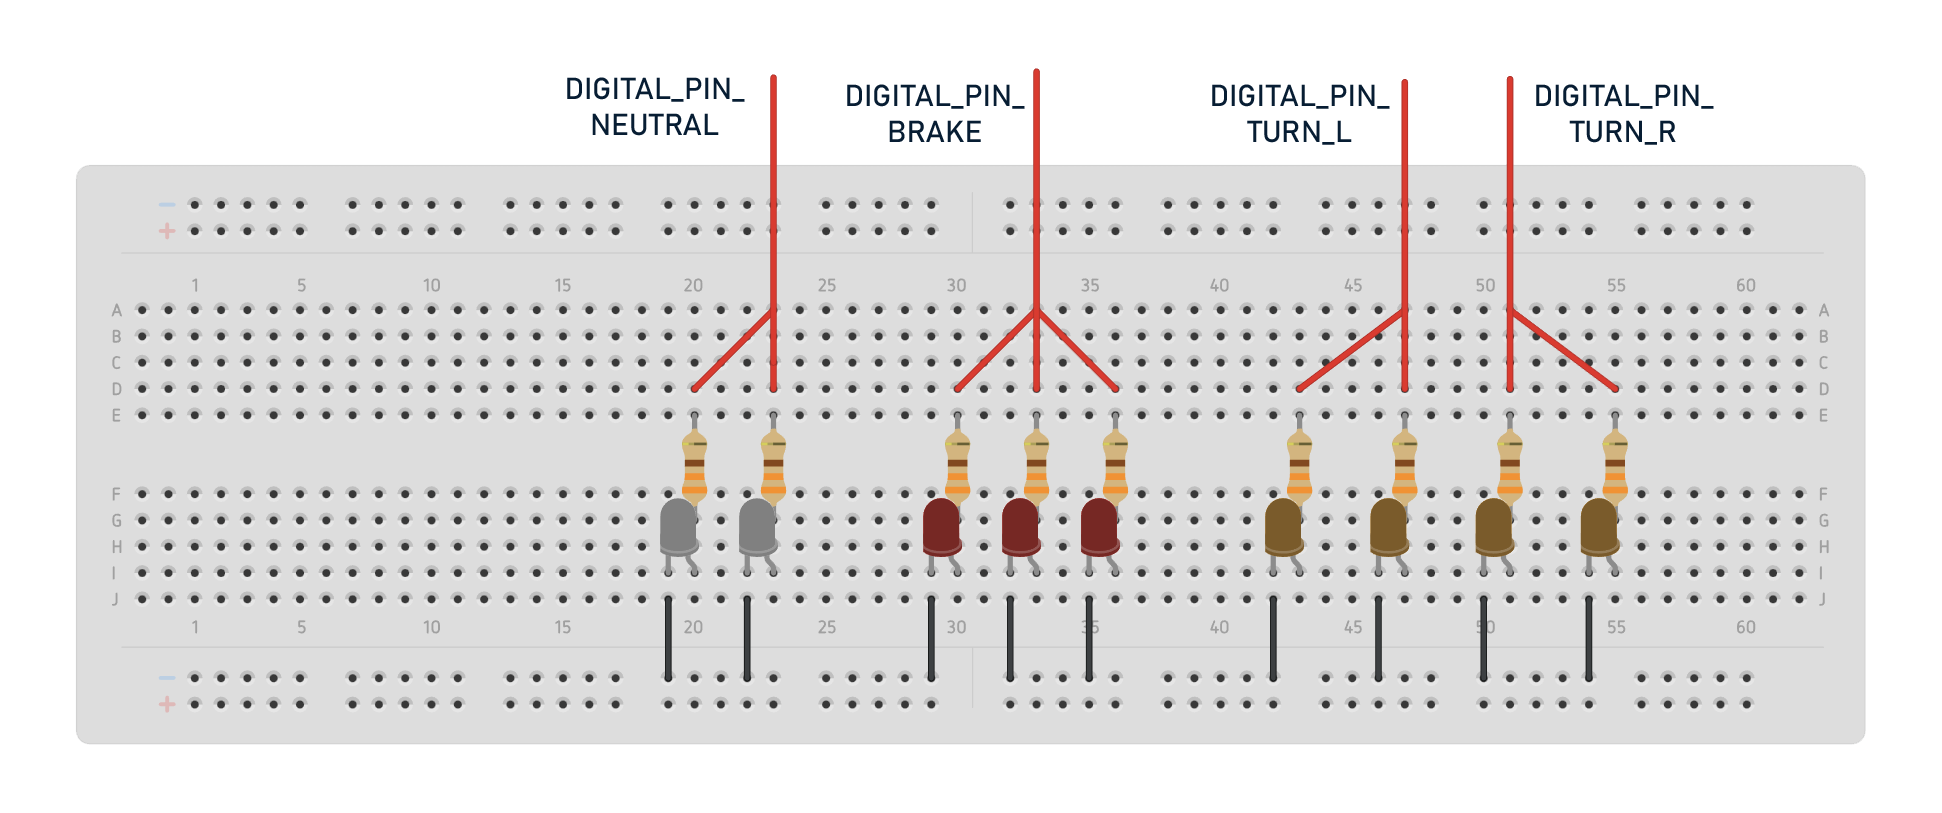 DIGITAL_PIN_
NEUTRAL
DIGITAL_PIN_
BRAKE
DIGITAL_PIN_
TURN_L
DIGITAL_PIN_
TURN_R
−
+
1 5 10 15 20 25 30 35 40 45 50 55 60
A A
B B
C C
D D
E E
F F
G G
H H
I I
J J
1 5 10 15 20 25 30 35 40 45 50 55 60
−
+